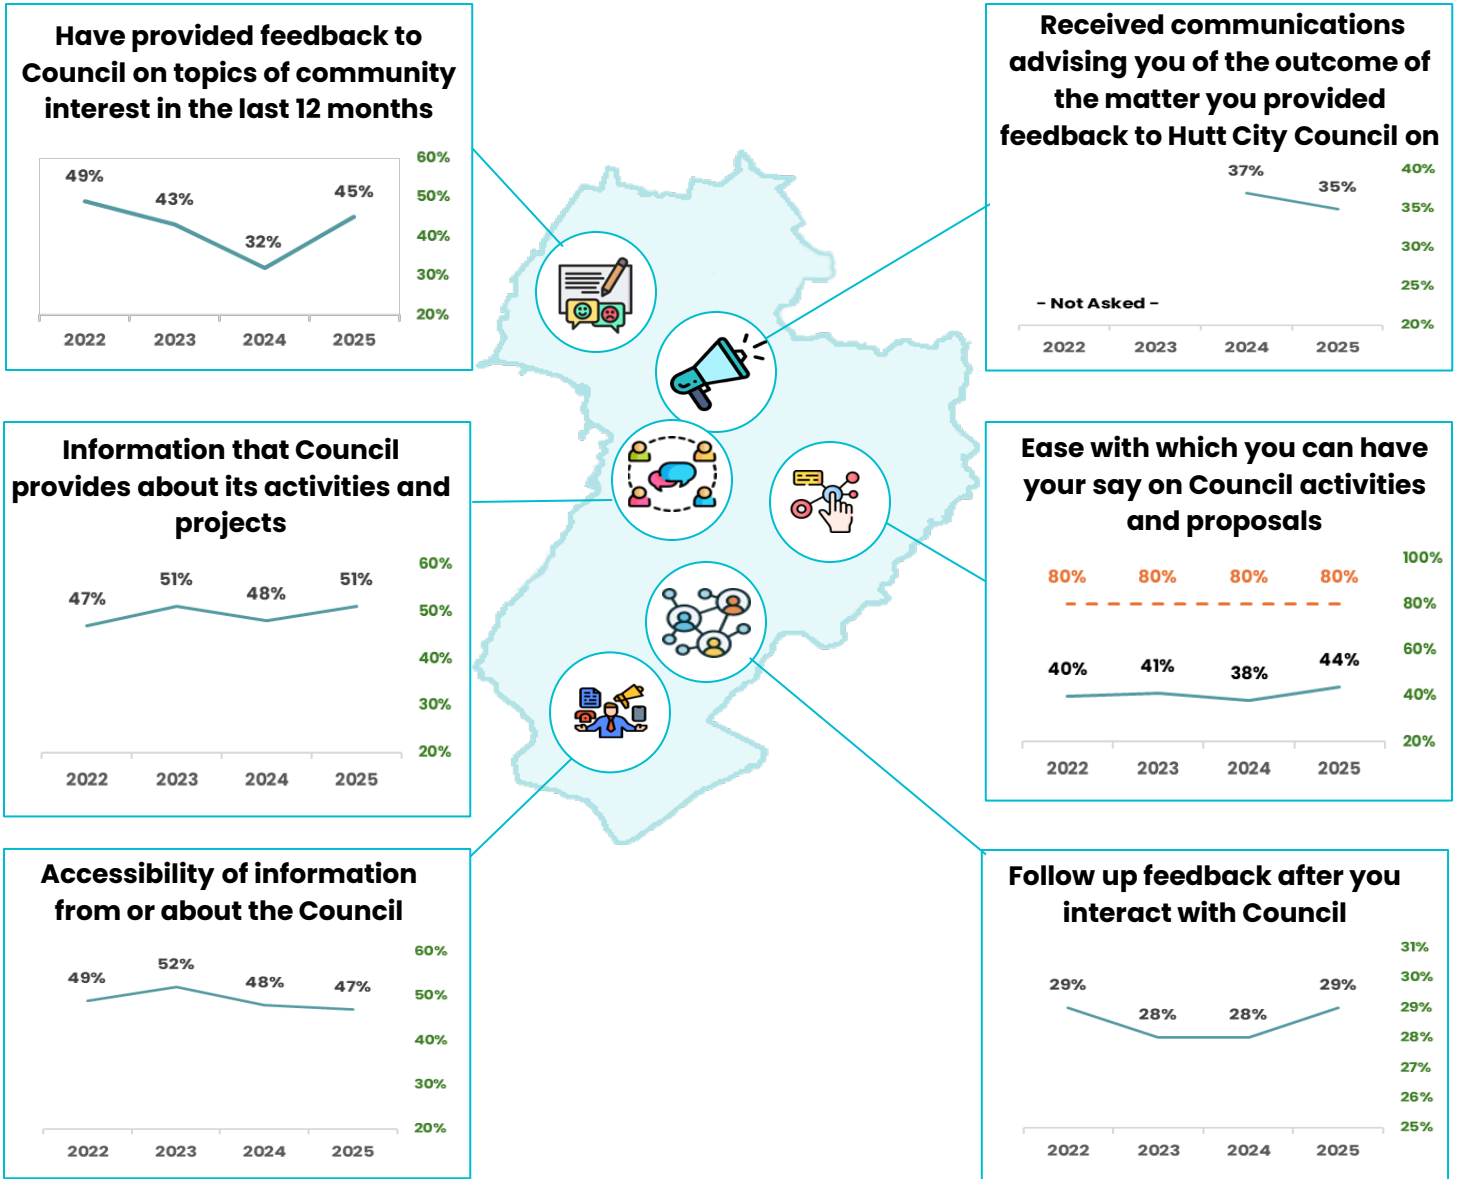 Have provided feedback to
Council on topics of community
interest in the last 12 months
60%
50%
40%
30%
20%
49%
43%
32%
45%
2022 2023 2024 2025
Received communications
advising you of the outcome of
the matter you provided
feedback to Hutt City Council on
40%
35%
30%
25%
20%
37%
35%
– Not Asked –
2022 2023 2024 2025
Information that Council
provides about its activities and
projects
60%
50%
40%
30%
20%
47%
51%
48%
51%
2022 2023 2024 2025
Ease with which you can have
your say on Council activities
and proposals
100%
80%
60%
40%
20%
80% 80% 80% 80%
40%
41%
38%
44%
2022 2023 2024 2025
Accessibility of information
from or about the Council
60%
50%
40%
30%
20%
49%
52%
48%
47%
2022 2023 2024 2025
Follow up feedback after you
interact with Council
31%
30%
29%
28%
27%
26%
25%
29%
28%
28%
29%
2022 2023 2024 2025